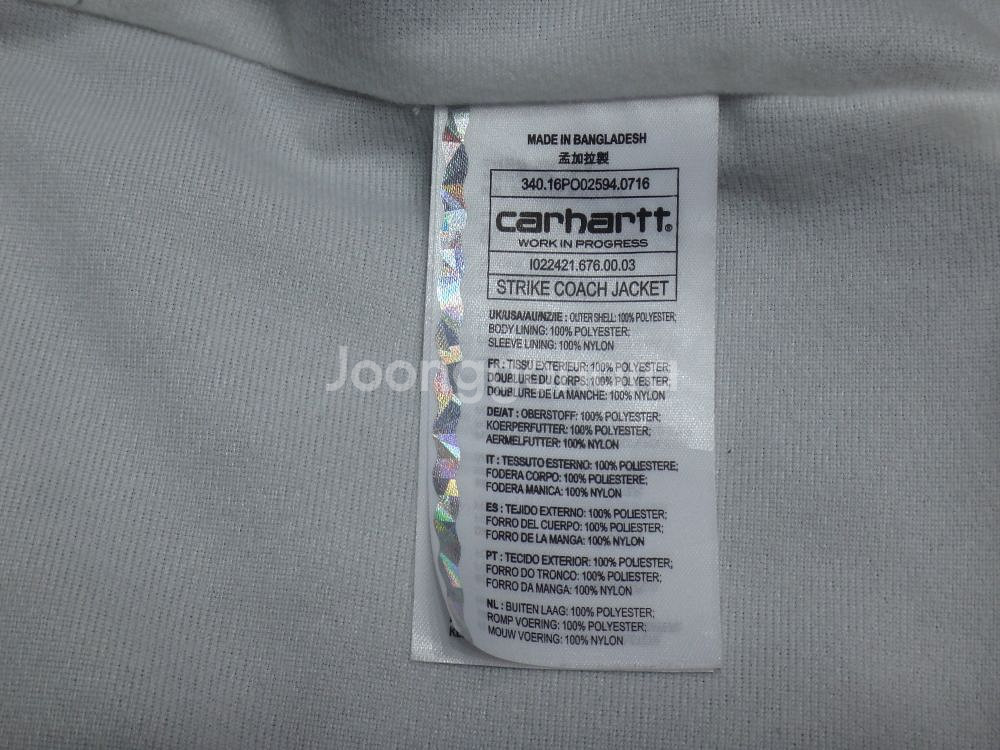 MADE IN BANGLADESH
孟加拉製
340.16PO02594.0716
carhartt®
WORK IN PROGRESS
I022421.676.00.03
STRIKE COACH JACKET
UK/USA/AU/NZ/IE : OUTER SHELL: 100% POLYESTER;
BODY LINING: 100% POLYESTER;
SLEEVE LINING: 100% NYLON
FR : TISSU EXTERIEUR: 100% POLYESTER;
DOUBLURE DU CORPS: 100% POLYESTER;
DOUBLURE DE LA MANCHE: 100% NYLON
DE/AT : OBERSTOFF: 100% POLYESTER;
KOERPERFUTTER: 100% POLYESTER;
AERMELFUTTER: 100% NYLON
IT : TESSUTO ESTERNO: 100% POLIESTERE;
FODERA CORPO: 100% POLIESTERE;
FODERA MANICA: 100% NYLON
ES : TEJIDO EXTERNO: 100% POLIESTER;
FORRO DEL CUERPO: 100% POLIESTER;
FORRO DE LA MANGA: 100% NYLON
PT : TECIDO EXTERIOR: 100% POLIESTER;
FORRO DO TRONCO: 100% POLIESTER;
FORRO DA MANGA: 100% NYLON
NL : BUITEN LAAG: 100% POLYESTER;
ROMP VOERING: 100% POLYESTER;
MOUW VOERING: 100% NYLON